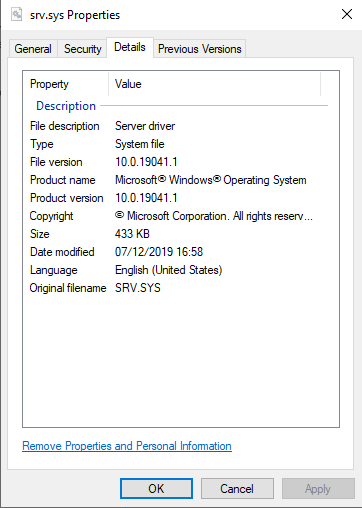 srv.sys Properties
General Security Details Previous Versions
Property Value
Description
File description Server driver
Type System file
File version 10.0.19041.1
Product name Microsoft® Windows® Operating System
Product version 10.0.19041.1
Copyright © Microsoft Corporation. All rights reserv...
Size 433 KB
Date modified 07/12/2019 16:58
Language English (United States)
Original filename SRV.SYS
Remove Properties and Personal Information
OK Cancel Apply